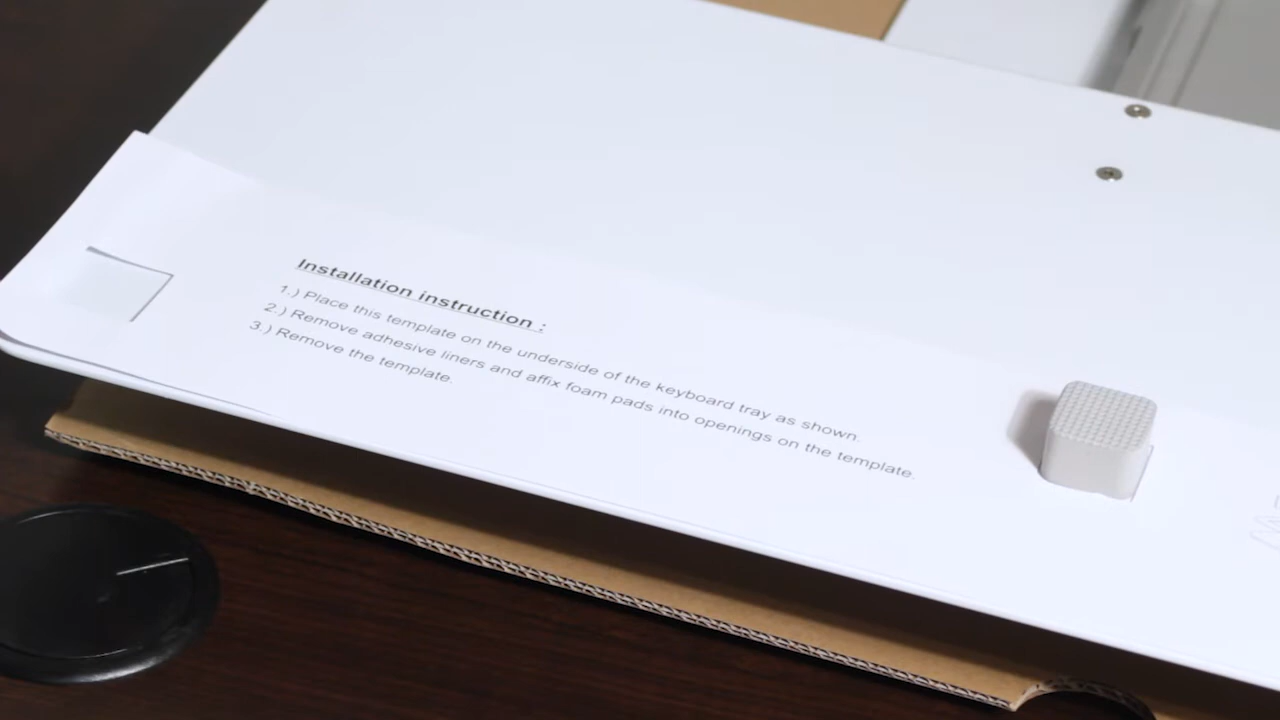 Installation instruction :
1.) Place this template on the underside of the keyboard tray as shown.
2.) Remove adhesive liners and affix foam pads into openings on the template.
3.) Remove the template.